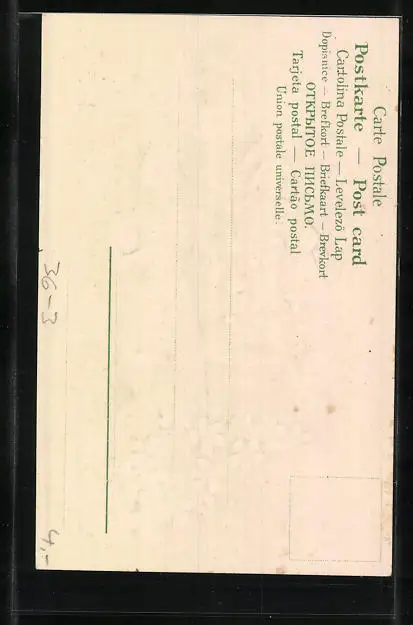 Carte Postale
Postkarte — Post card
Cartolina Postale — Levelező Lap
Dopisnice — Brefkort — Briefkaart — Brevkort
ОТКРЫТОЕ ПИСЬМО.
Tarjeta postal — Cartão postal
Union postale universelle.
36-3
4,-